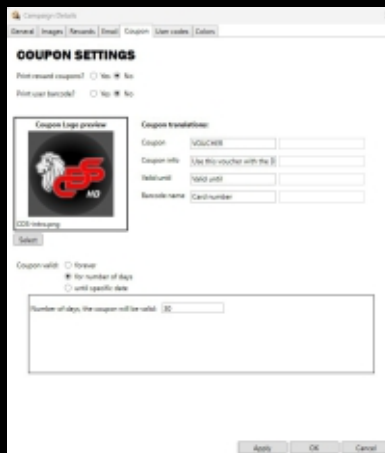 Campaign Details
General Images Rewards Email Coupon User codes Colors
COUPON SETTINGS
Print reward coupons? Yes No
Print user barcode? Yes No
Coupon Logo preview
Coupon translations:
Coupon VOUCHER
Coupon info Use this voucher with the
Valid until Valid until
Barcode name Card number
HD
Select
Coupon valid: forever
for number of days
until specific date
Number of days, the coupon will be valid: 30
Apply OK Cancel